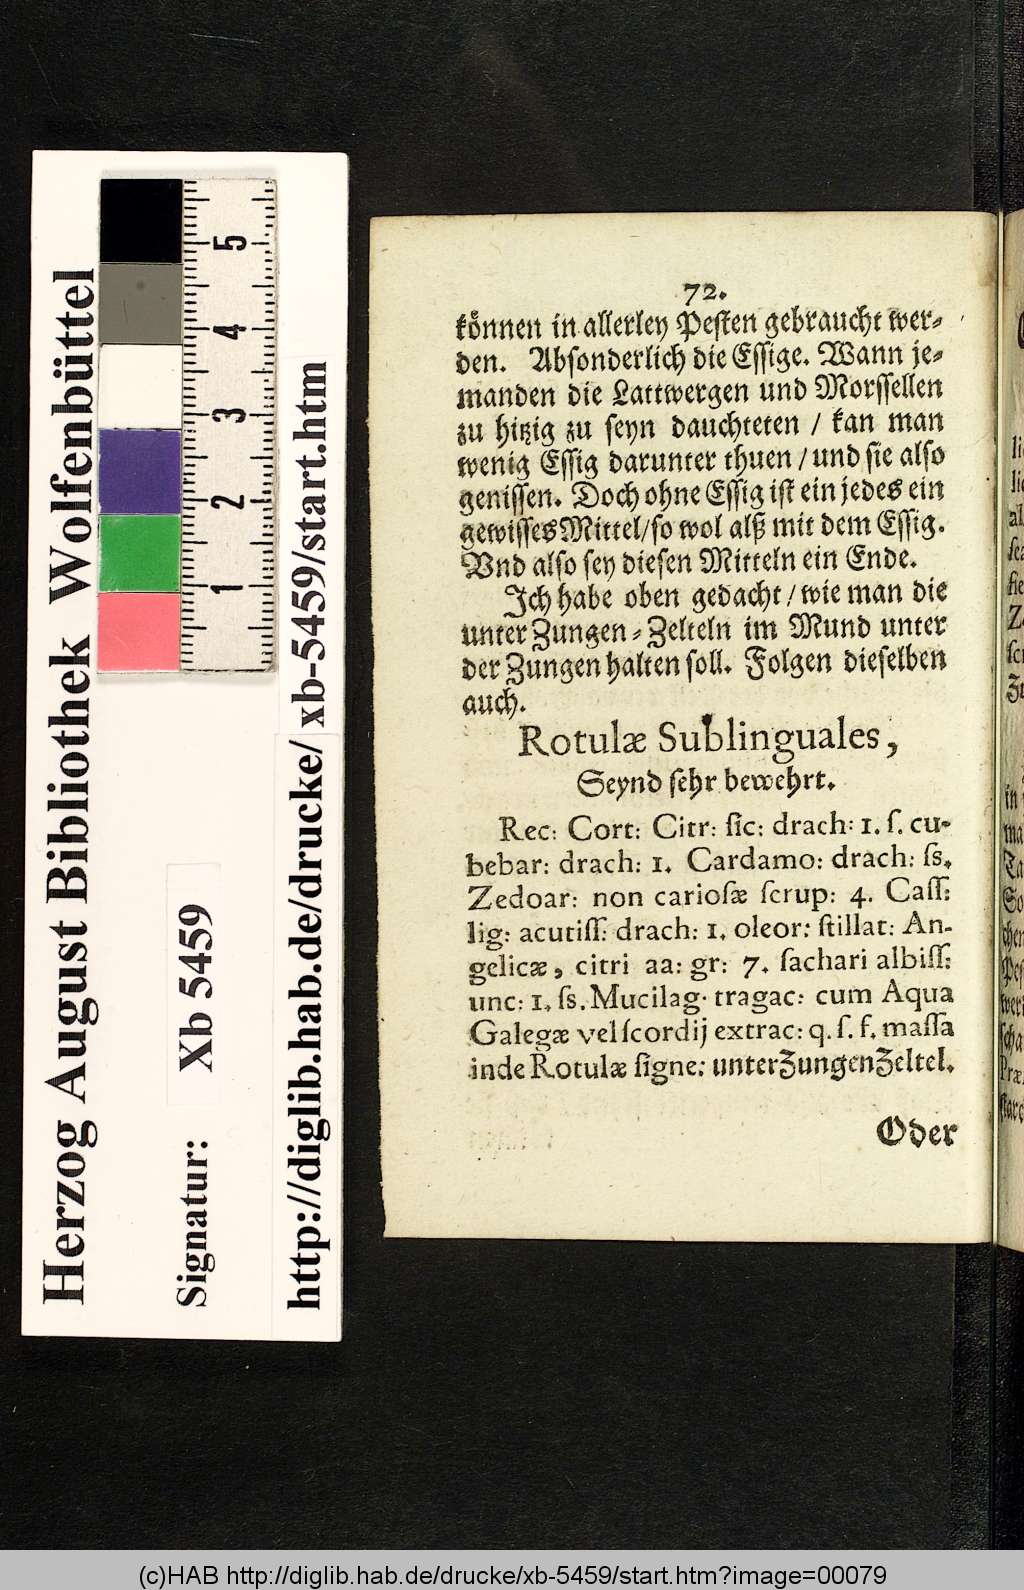 Herzog August Bibliothek Wolfenbüttel
Signatur: Xb 5459
http://diglib.hab.de/drucke/xb-5459/start.htm
5
4
3
2
1
72.
können in allerley Pesten gebraucht wer-
den. Absonderlich die Essige. Wann je-
manden die Lattwergen und Morssellen
zu hitzig zu seyn dauchteten / kan man
wenig Essig darunter thuen / und sie also
genissen. Doch ohne Essig ist ein jedes ein
gewisses Mittel/ so wol alß mit dem Essig.
Vnd also sey diesen Mitteln ein Ende.
Ich habe oben gedacht / wie man die
unter Zungen-Zelteln im Mund unter
der Zungen halten soll. Folgen dieselben
auch.
Rotulæ Sublinguales,
Seynd sehr bewehrt.
Rec: Cort: Citr: ſic: drach: 1. ſ. cu-
bebar: drach: 1. Cardamo: drach: ſs.
Zedoar: non carioſæ ſcrup: 4. Caſſ:
lig: acutiſſ: drach: 1. oleor: ſtillat: An-
gelicæ, citri aa: gr: 7. ſachari albiſſ:
unc: 1. ſs. Mucilag. tragac: cum Aqua
Galegæ vel ſcordij extrac: q. ſ. f. maſſa
inde Rotulæ ſigne: unter Zungen Zeltel.
Oder
(c)HAB http://diglib.hab.de/drucke/xb-5459/start.htm?image=00079